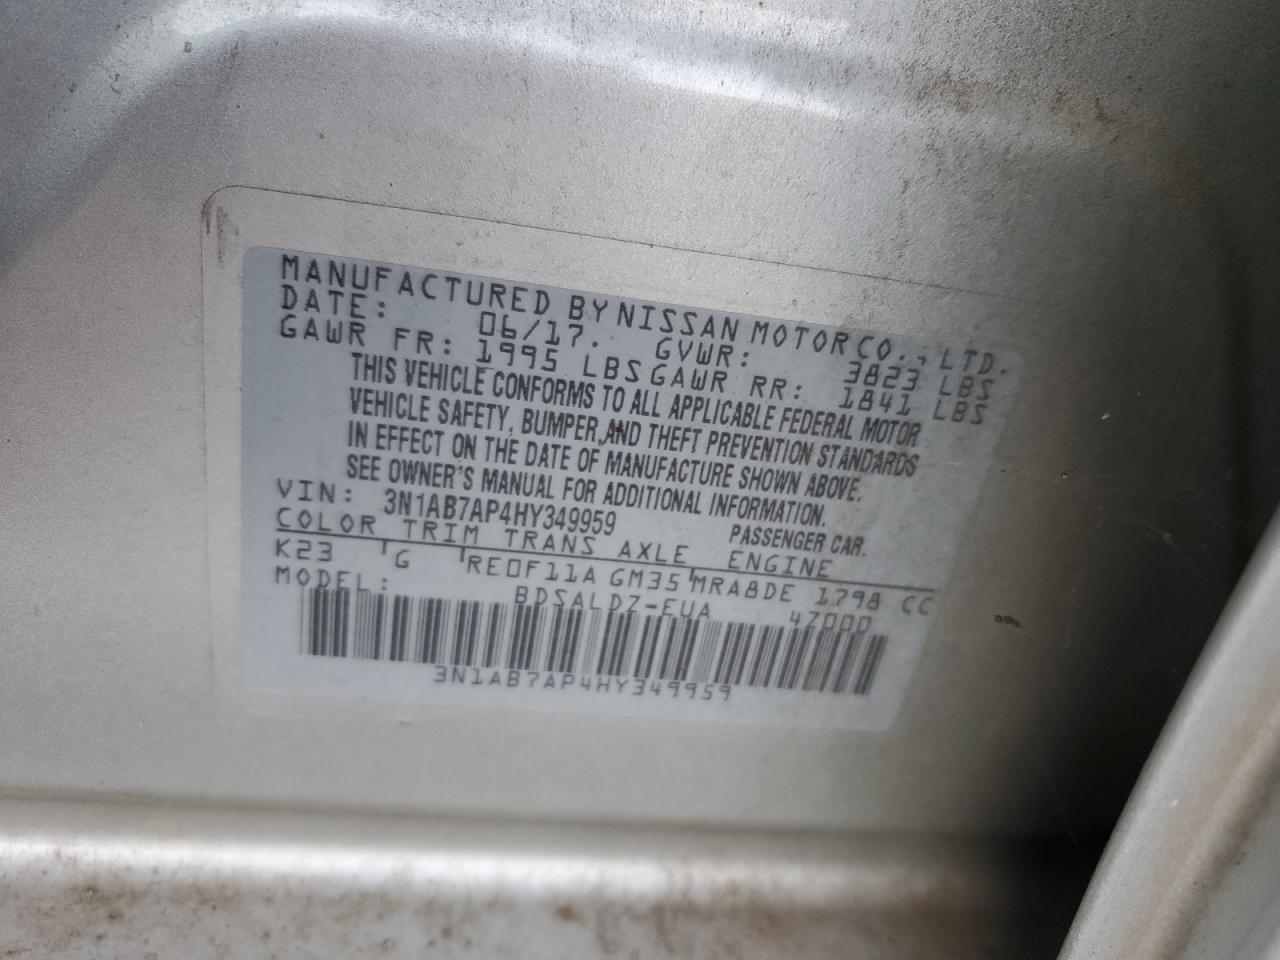 MANUFACTURED BY NISSAN MOTOR CO., LTD.
DATE: 06/17. GVWR: 3823 LBS
GAWR FR: 1995 LBS GAWR RR: 1841 LBS
THIS VEHICLE CONFORMS TO ALL APPLICABLE FEDERAL MOTOR
VEHICLE SAFETY, BUMPER AND THEFT PREVENTION STANDARDS
IN EFFECT ON THE DATE OF MANUFACTURE SHOWN ABOVE.
SEE OWNER'S MANUAL FOR ADDITIONAL INFORMATION.
VIN: 3N1AB7AP4HY349959 PASSENGER CAR.
COLOR TRIM TRANS AXLE ENGINE
K23 G RE0F11A GM35 MRA8DE 1798 CC
MODEL: BDSALDZ-EUA 47000
3N1AB7AP4HY349959